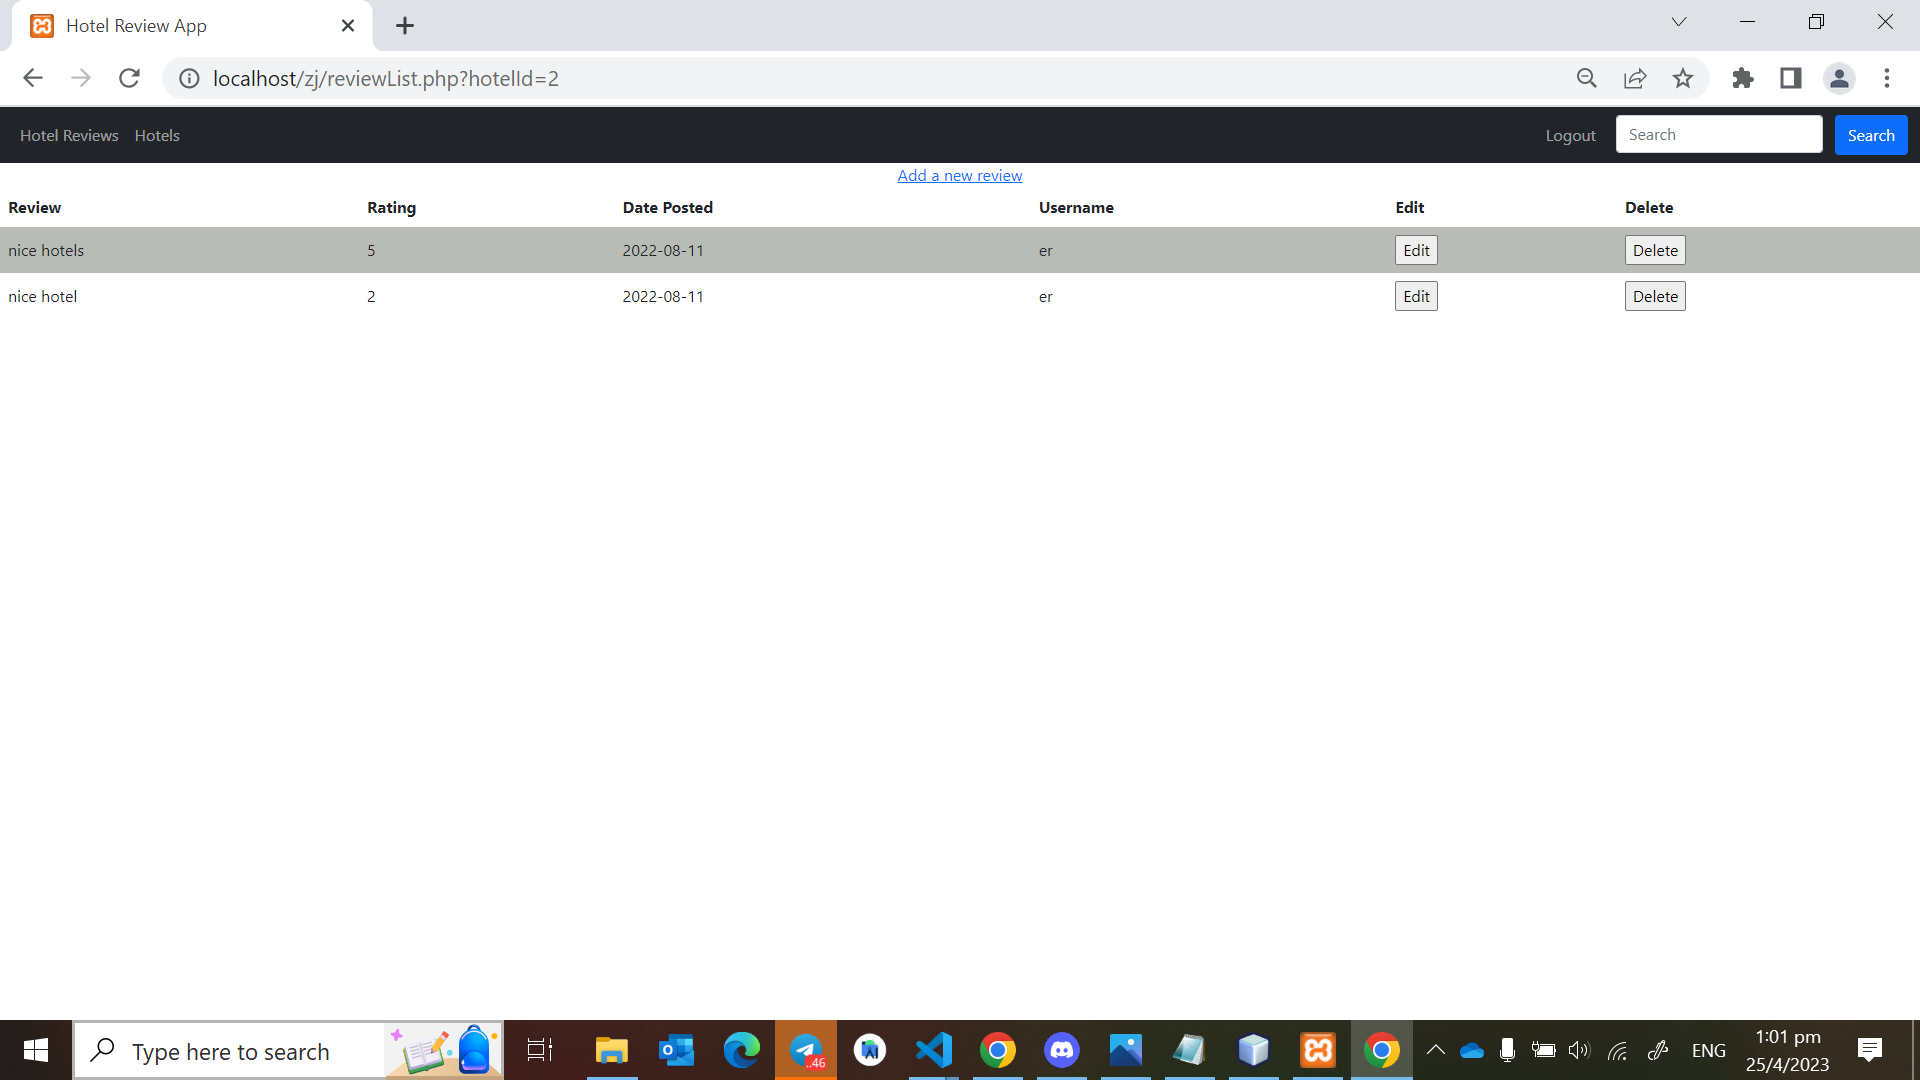 Hotel Review App
localhost/zj/reviewList.php?hotelId=2
Hotel Reviews Hotels Logout Search Search
Add a new review
Review Rating Date Posted Username Edit Delete
nice hotels 5 2022-08-11 er Edit Delete
nice hotel 2 2022-08-11 er Edit Delete
Type here to search
..46
ENG
1:01 pm
25/4/2023